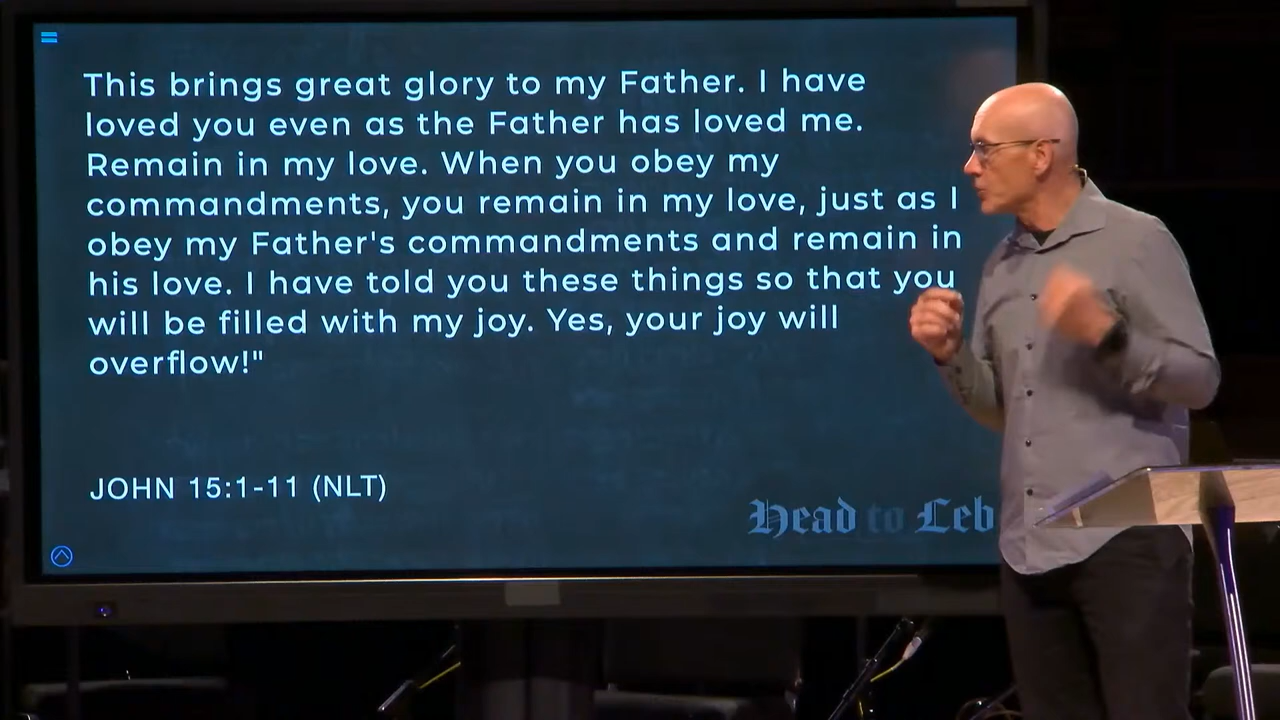 This brings great glory to my Father. I have
loved you even as the Father has loved me.
Remain in my love. When you obey my
commandments, you remain in my love, just as I
obey my Father's commandments and remain in
his love. I have told you these things so that you
will be filled with my joy. Yes, your joy will
overflow!"
JOHN 15:1-11 (NLT)
Head to Leb